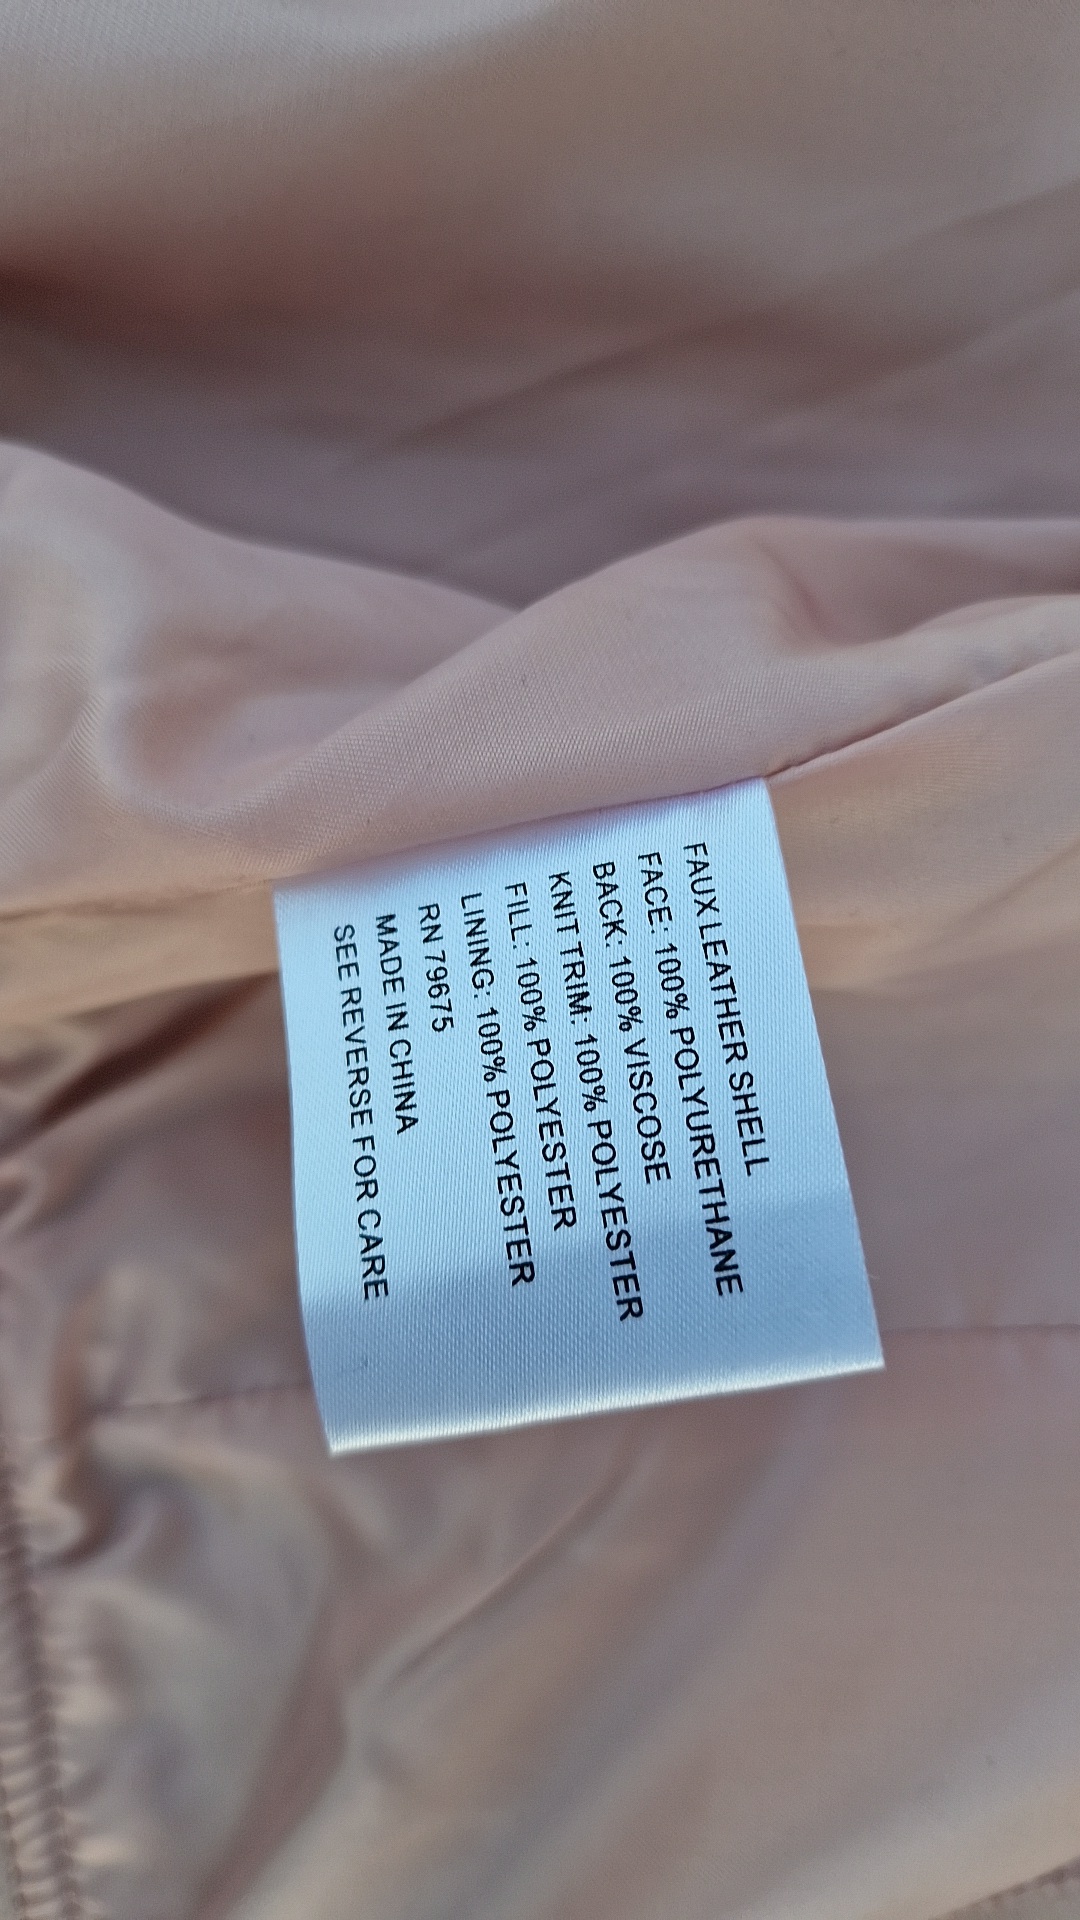 FAUX LEATHER SHELL
FACE: 100% POLYURETHANE
BACK: 100% VISCOSE
KNIT TRIM: 100% POLYESTER
FILL: 100% POLYESTER
LINING: 100% POLYESTER
RN 79675
MADE IN CHINA
SEE REVERSE FOR CARE